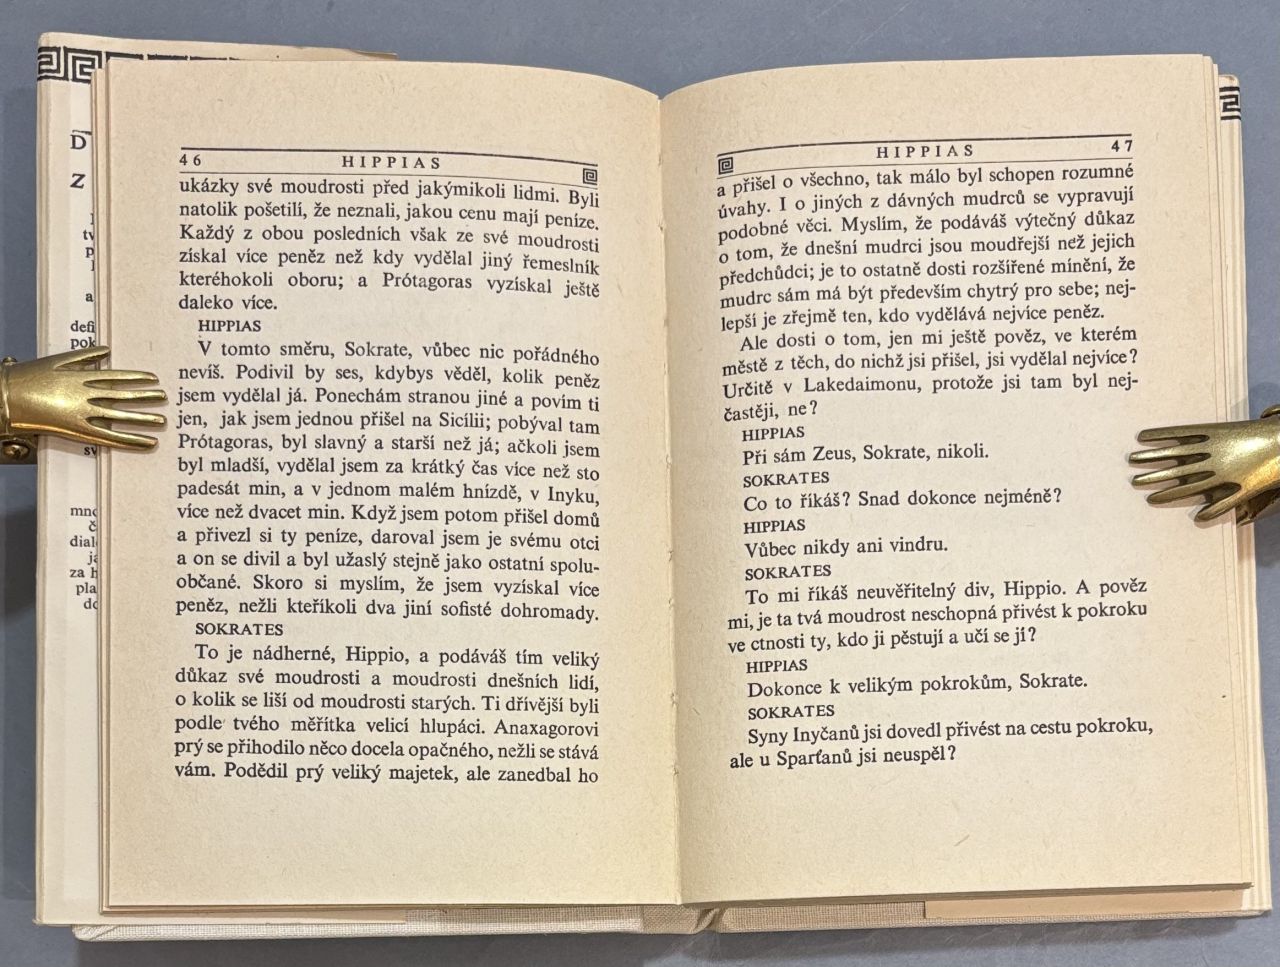 D
Z
tv
p
a
defi
pok
sv
mno
č
dial
ja
za h
pla
do
46 HIPPIAS
ukázky své moudrosti před jakýmikoli lidmi. Byli
natolik pošetilí, že neznali, jakou cenu mají peníze.
Každý z obou posledních však ze své moudrosti
získal více peněz než kdy vydělal jiný řemeslník
kteréhokoli oboru; a Prótagoras vyzískal ještě
daleko více.
HIPPIAS
V tomto směru, Sokrate, vůbec nic pořádného
nevíš. Podivil by ses, kdybys věděl, kolik peněz
jsem vydělal já. Ponechám stranou jiné a povím ti
jen, jak jsem jednou přišel na Sicílii; pobýval tam
Prótagoras, byl slavný a starší než já; ačkoli jsem
byl mladší, vydělal jsem za krátký čas více než sto
padesát min, a v jednom malém hnízdě, v Inyku,
více než dvacet min. Když jsem potom přišel domů
a přivezl si ty peníze, daroval jsem je svému otci
a on se divil a byl užaslý stejně jako ostatní spolu-
občané. Skoro si myslím, že jsem vyzískal více
peněz, nežli kteříkoli dva jiní sofisté dohromady.
SOKRATES
To je nádherné, Hippio, a podáváš tím veliký
důkaz své moudrosti a moudrosti dnešních lidí,
o kolik se liší od moudrosti starých. Ti dřívější byli
podle tvého měřítka velicí hlupáci. Anaxagorovi
prý se přihodilo něco docela opačného, nežli se stává
vám. Podědil prý veliký majetek, ale zanedbal ho
HIPPIAS 47
a přišel o všechno, tak málo byl schopen rozumné
úvahy. I o jiných z dávných mudrců se vypravují
podobné věci. Myslím, že podáváš výtečný důkaz
o tom, že dnešní mudrci jsou moudřejší než jejich
předchůdci; je to ostatně dosti rozšířené mínění, že
mudrc sám má být především chytrý pro sebe; nej-
lepší je zřejmě ten, kdo vydělává nejvíce peněz.
Ale dosti o tom, jen mi ještě pověz, ve kterém
městě z těch, do nichž jsi přišel, jsi vydělal nejvíce?
Určitě v Lakedaimonu, protože jsi tam byl nej-
častěji, ne?
HIPPIAS
Při sám Zeus, Sokrate, nikoli.
SOKRATES
Co to říkáš? Snad dokonce nejméně?
HIPPIAS
Vůbec nikdy ani vindru.
SOKRATES
To mi říkáš neuvěřitelný div, Hippio. A pověz
mi, je ta tvá moudrost neschopná přivést k pokroku
ve ctnosti ty, kdo ji pěstují a učí se jí?
HIPPIAS
Dokonce k velikým pokrokům, Sokrate.
SOKRATES
Syny Inyčanů jsi dovedl přivést na cestu pokroku,
ale u Sparťanů jsi neuspěl?